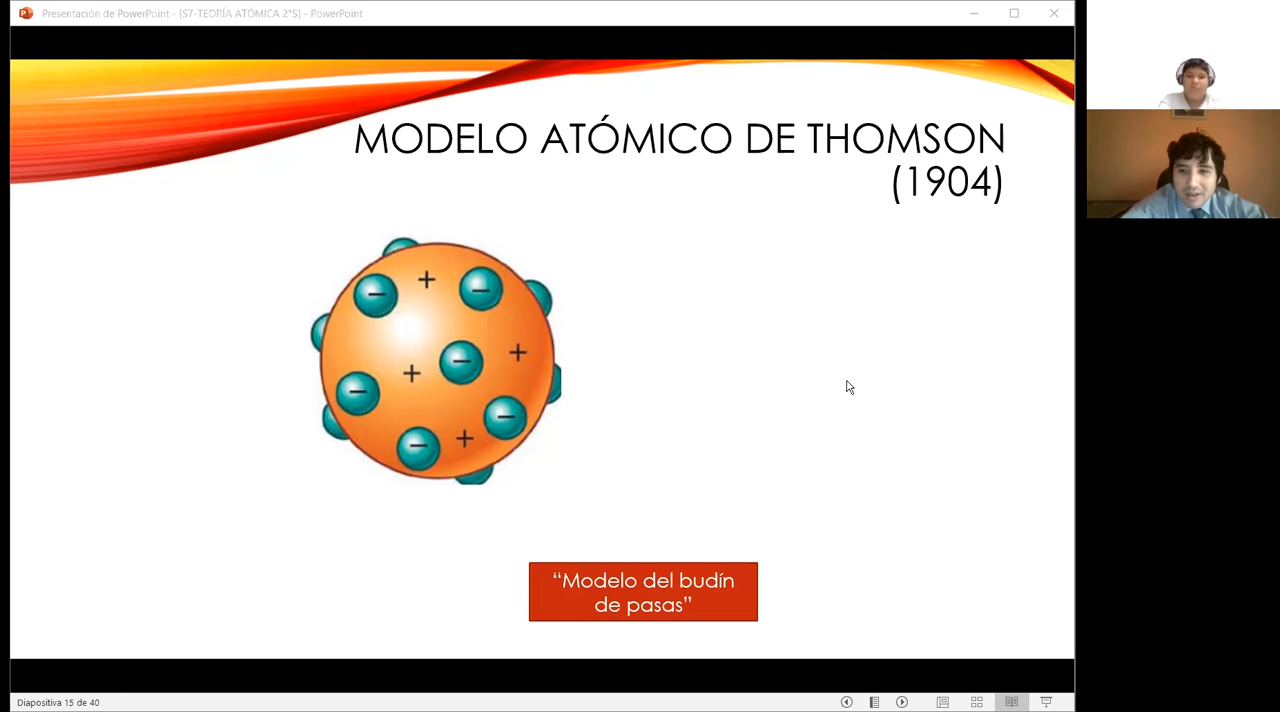 Presentación de PowerPoint - [S7-TEORÍA ATÓMICA 2°S] - PowerPoint
MODELO ATÓMICO DE THOMSON
(1904)
− + −
− +
+
−
−
− +
“Modelo del budín
de pasas”
Diapositiva 15 de 40